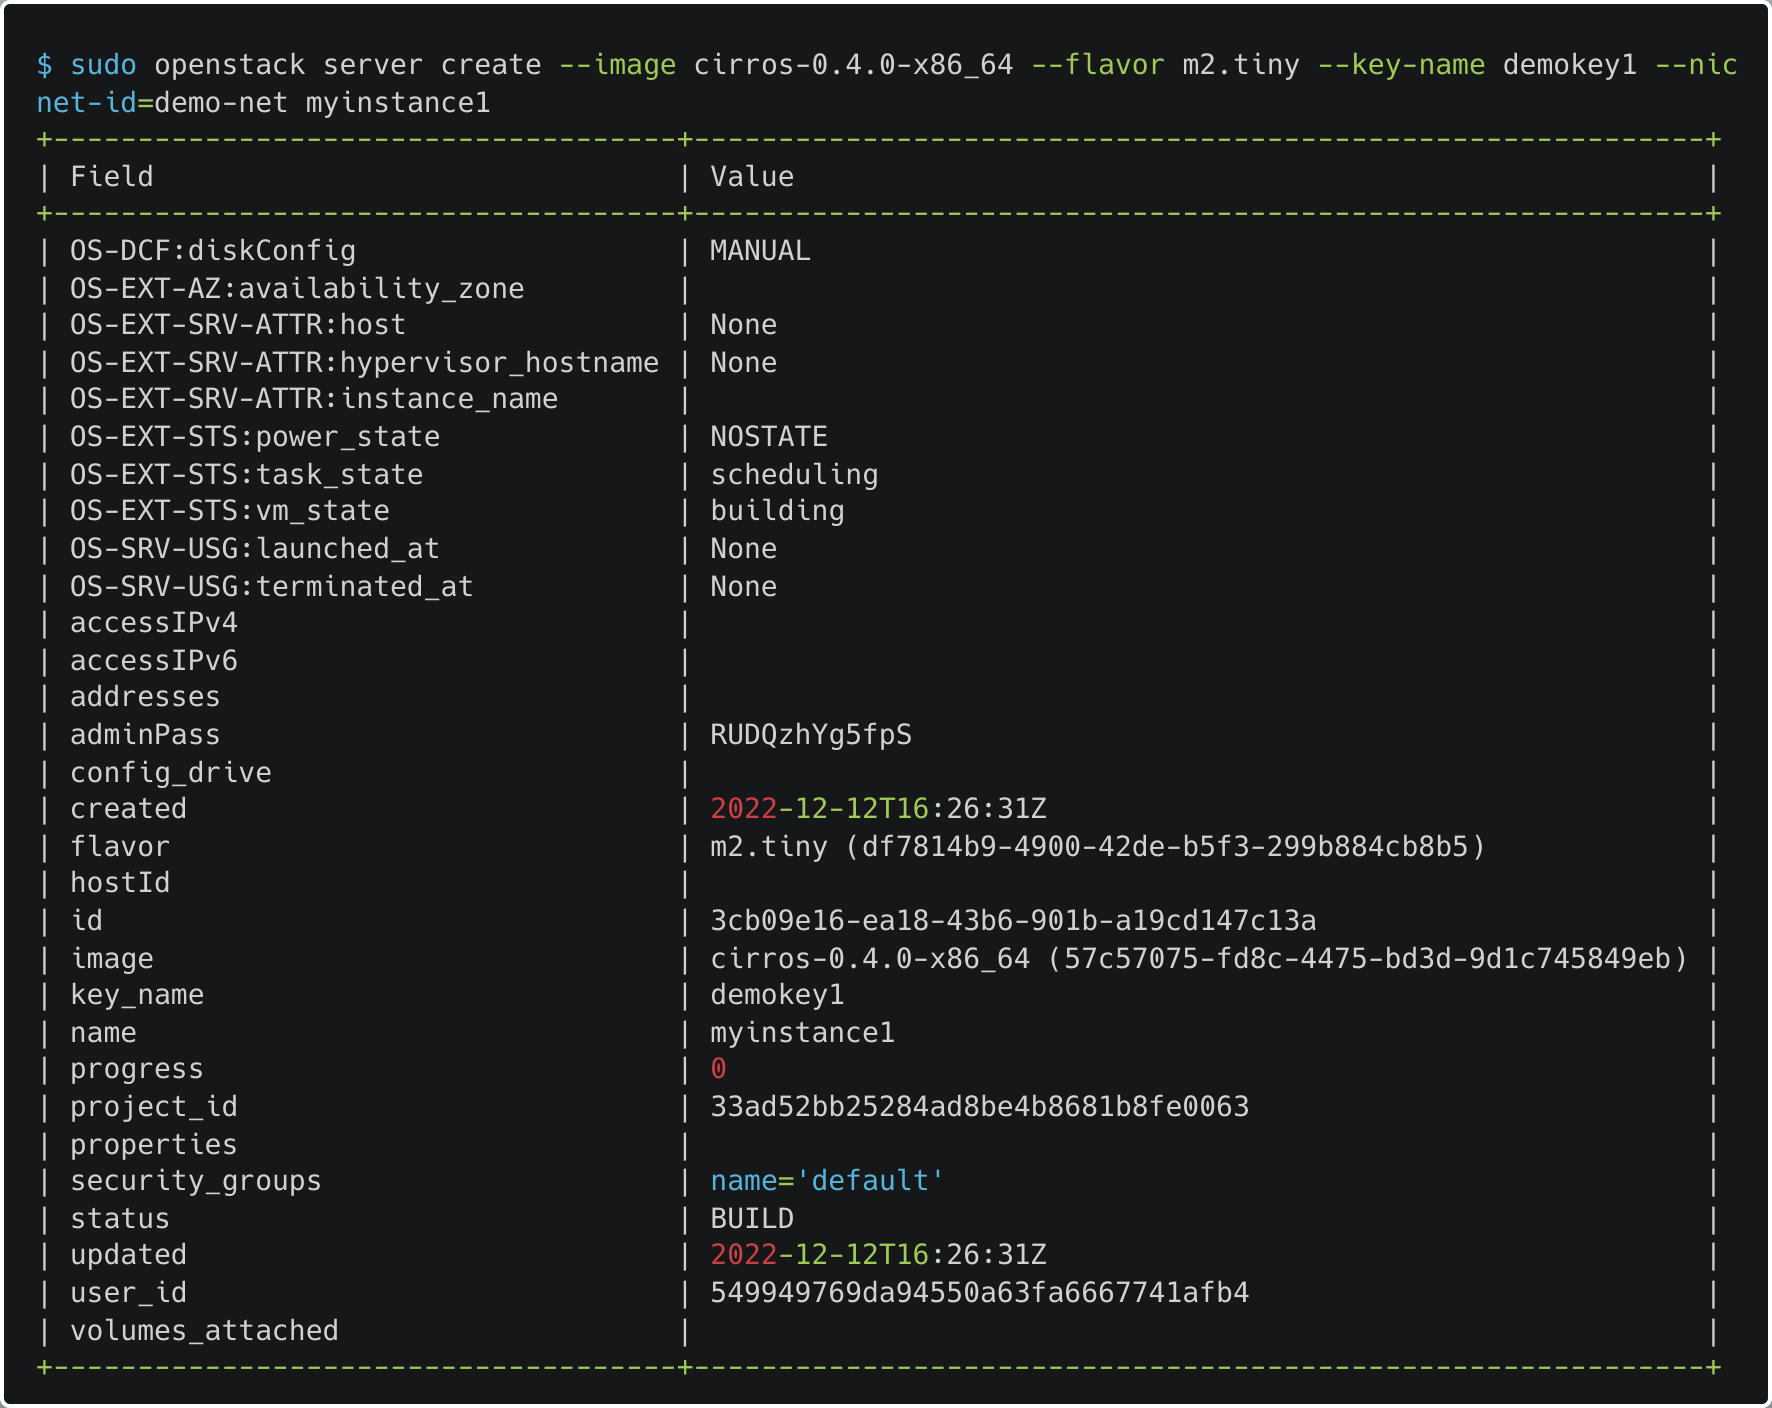 $ sudo openstack server create --image cirros-0.4.0-x86_64 --flavor m2.tiny --key-name demokey1 --nic
net-id=demo-net myinstance1
+-------------------------------------+------------------------------------------------------------+
| Field                               | Value                                                      |
+-------------------------------------+------------------------------------------------------------+
| OS-DCF:diskConfig                   | MANUAL                                                     |
| OS-EXT-AZ:availability_zone         |                                                            |
| OS-EXT-SRV-ATTR:host                | None                                                       |
| OS-EXT-SRV-ATTR:hypervisor_hostname | None                                                       |
| OS-EXT-SRV-ATTR:instance_name       |                                                            |
| OS-EXT-STS:power_state              | NOSTATE                                                    |
| OS-EXT-STS:task_state               | scheduling                                                 |
| OS-EXT-STS:vm_state                 | building                                                   |
| OS-SRV-USG:launched_at              | None                                                       |
| OS-SRV-USG:terminated_at            | None                                                       |
| accessIPv4                          |                                                            |
| accessIPv6                          |                                                            |
| addresses                           |                                                            |
| adminPass                           | RUDQzhYg5fpS                                               |
| config_drive                        |                                                            |
| created                             | 2022-12-12T16:26:31Z                                       |
| flavor                              | m2.tiny (df7814b9-4900-42de-b5f3-299b884cb8b5)             |
| hostId                              |                                                            |
| id                                  | 3cb09e16-ea18-43b6-901b-a19cd147c13a                       |
| image                               | cirros-0.4.0-x86_64 (57c57075-fd8c-4475-bd3d-9d1c745849eb) |
| key_name                            | demokey1                                                   |
| name                                | myinstance1                                                |
| progress                            | 0                                                          |
| project_id                          | 33ad52bb25284ad8be4b8681b8fe0063                           |
| properties                          |                                                            |
| security_groups                     | name='default'                                             |
| status                              | BUILD                                                      |
| updated                             | 2022-12-12T16:26:31Z                                       |
| user_id                             | 549949769da94550a63fa6667741afb4                           |
| volumes_attached                    |                                                            |
+-------------------------------------+------------------------------------------------------------+